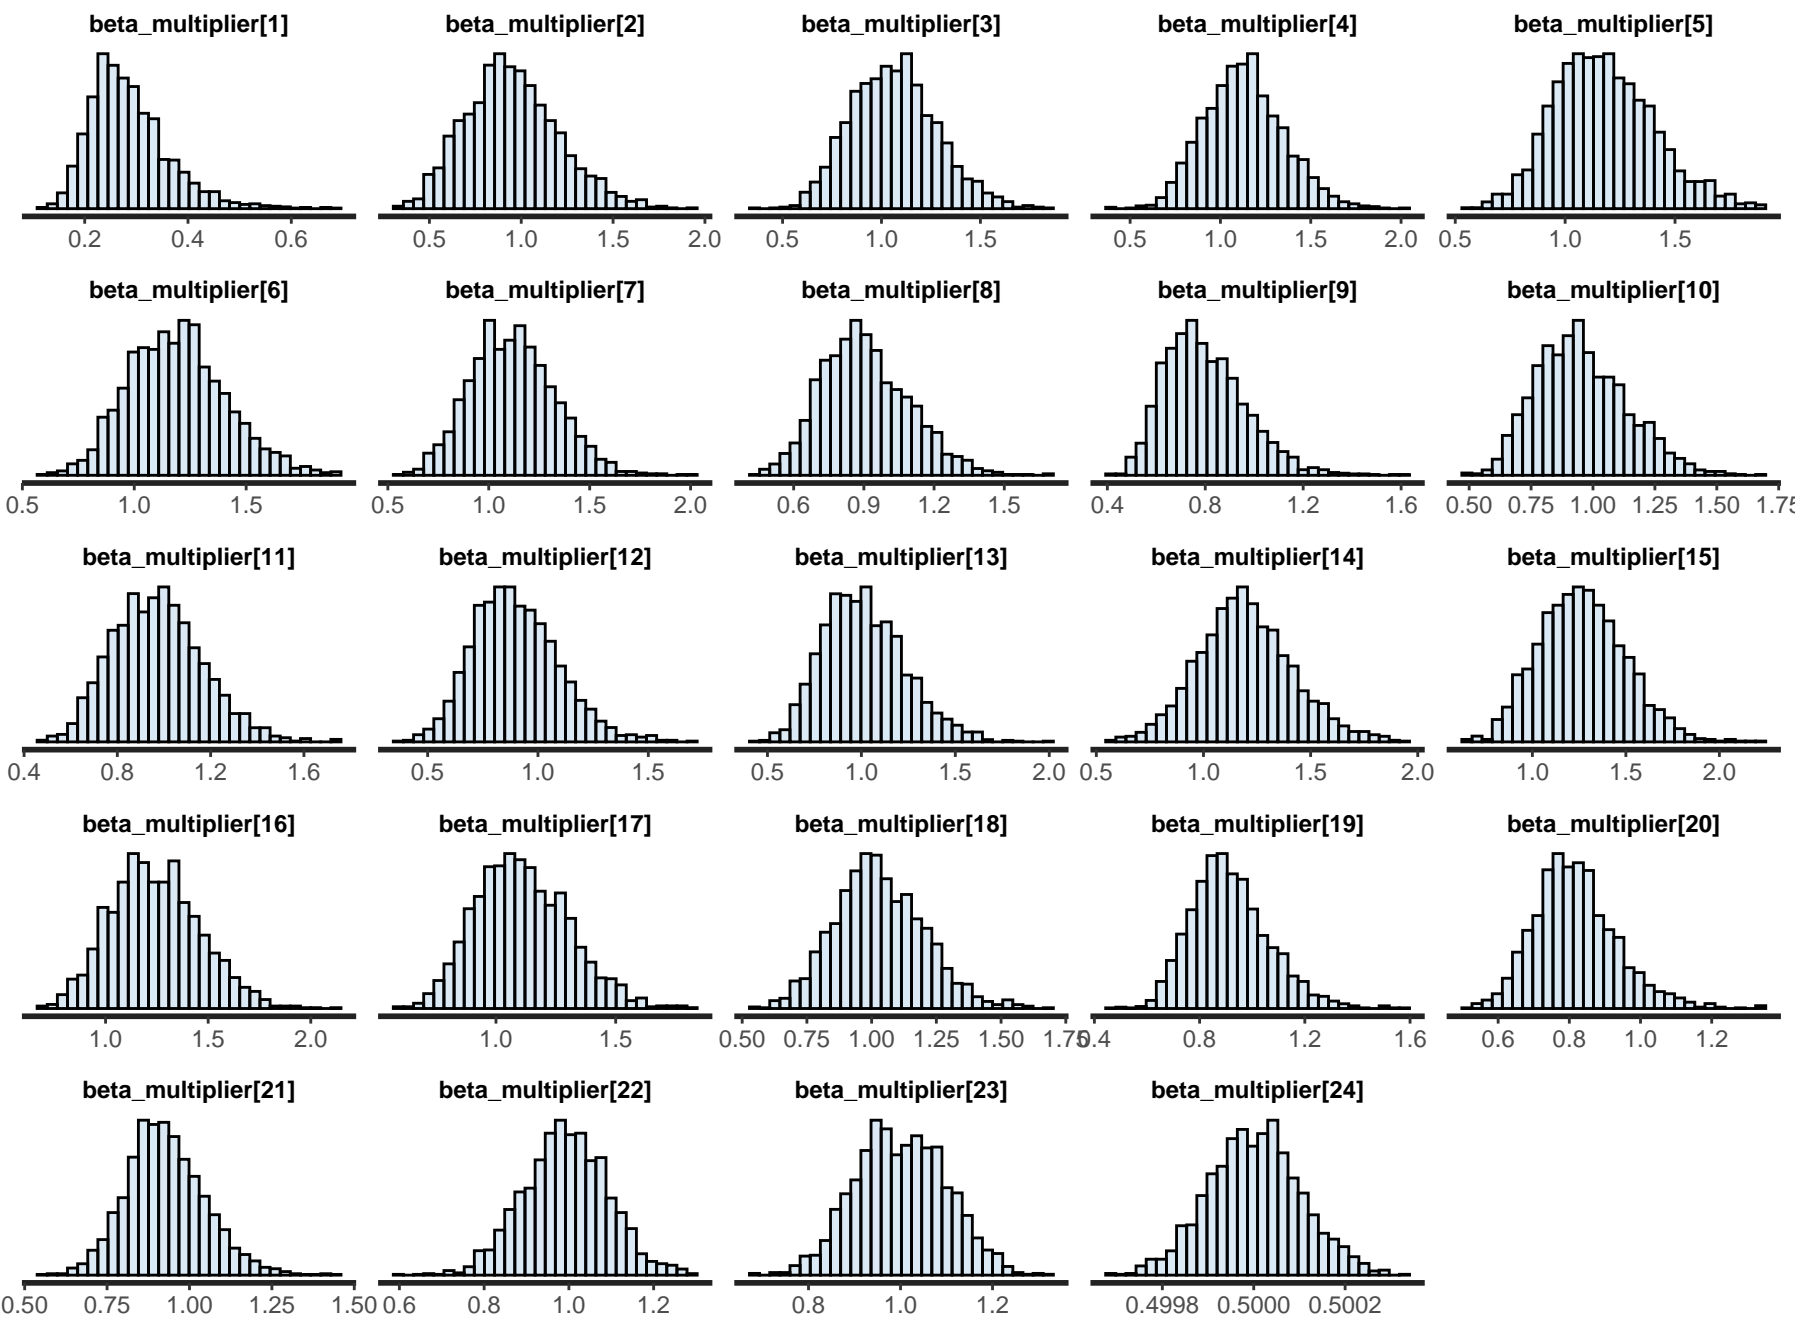 beta_multiplier[1] beta_multiplier[2] beta_multiplier[3] beta_multiplier[4] beta_multiplier[5]
0.2 0.4 0.6 0.5 1.0 1.5 2.0 0.5 1.0 1.5 0.5 1.0 1.5 2.0 0.5 1.0 1.5
beta_multiplier[6] beta_multiplier[7] beta_multiplier[8] beta_multiplier[9] beta_multiplier[10]
0.5 1.0 1.5 0.5 1.0 1.5 2.0 0.6 0.9 1.2 1.5 0.4 0.8 1.2 1.6 0.50 0.75 1.00 1.25 1.50 1.75
beta_multiplier[11] beta_multiplier[12] beta_multiplier[13] beta_multiplier[14] beta_multiplier[15]
0.4 0.8 1.2 1.6 0.5 1.0 1.5 0.5 1.0 1.5 2.0 0.5 1.0 1.5 2.0 1.0 1.5 2.0
beta_multiplier[16] beta_multiplier[17] beta_multiplier[18] beta_multiplier[19] beta_multiplier[20]
1.0 1.5 2.0 1.0 1.5 0.50 0.75 1.00 1.25 1.50 1.75 0.4 0.8 1.2 1.6 0.6 0.8 1.0 1.2
beta_multiplier[21] beta_multiplier[22] beta_multiplier[23] beta_multiplier[24]
0.50 0.75 1.00 1.25 1.50 0.6 0.8 1.0 1.2 0.8 1.0 1.2 0.4998 0.5000 0.5002